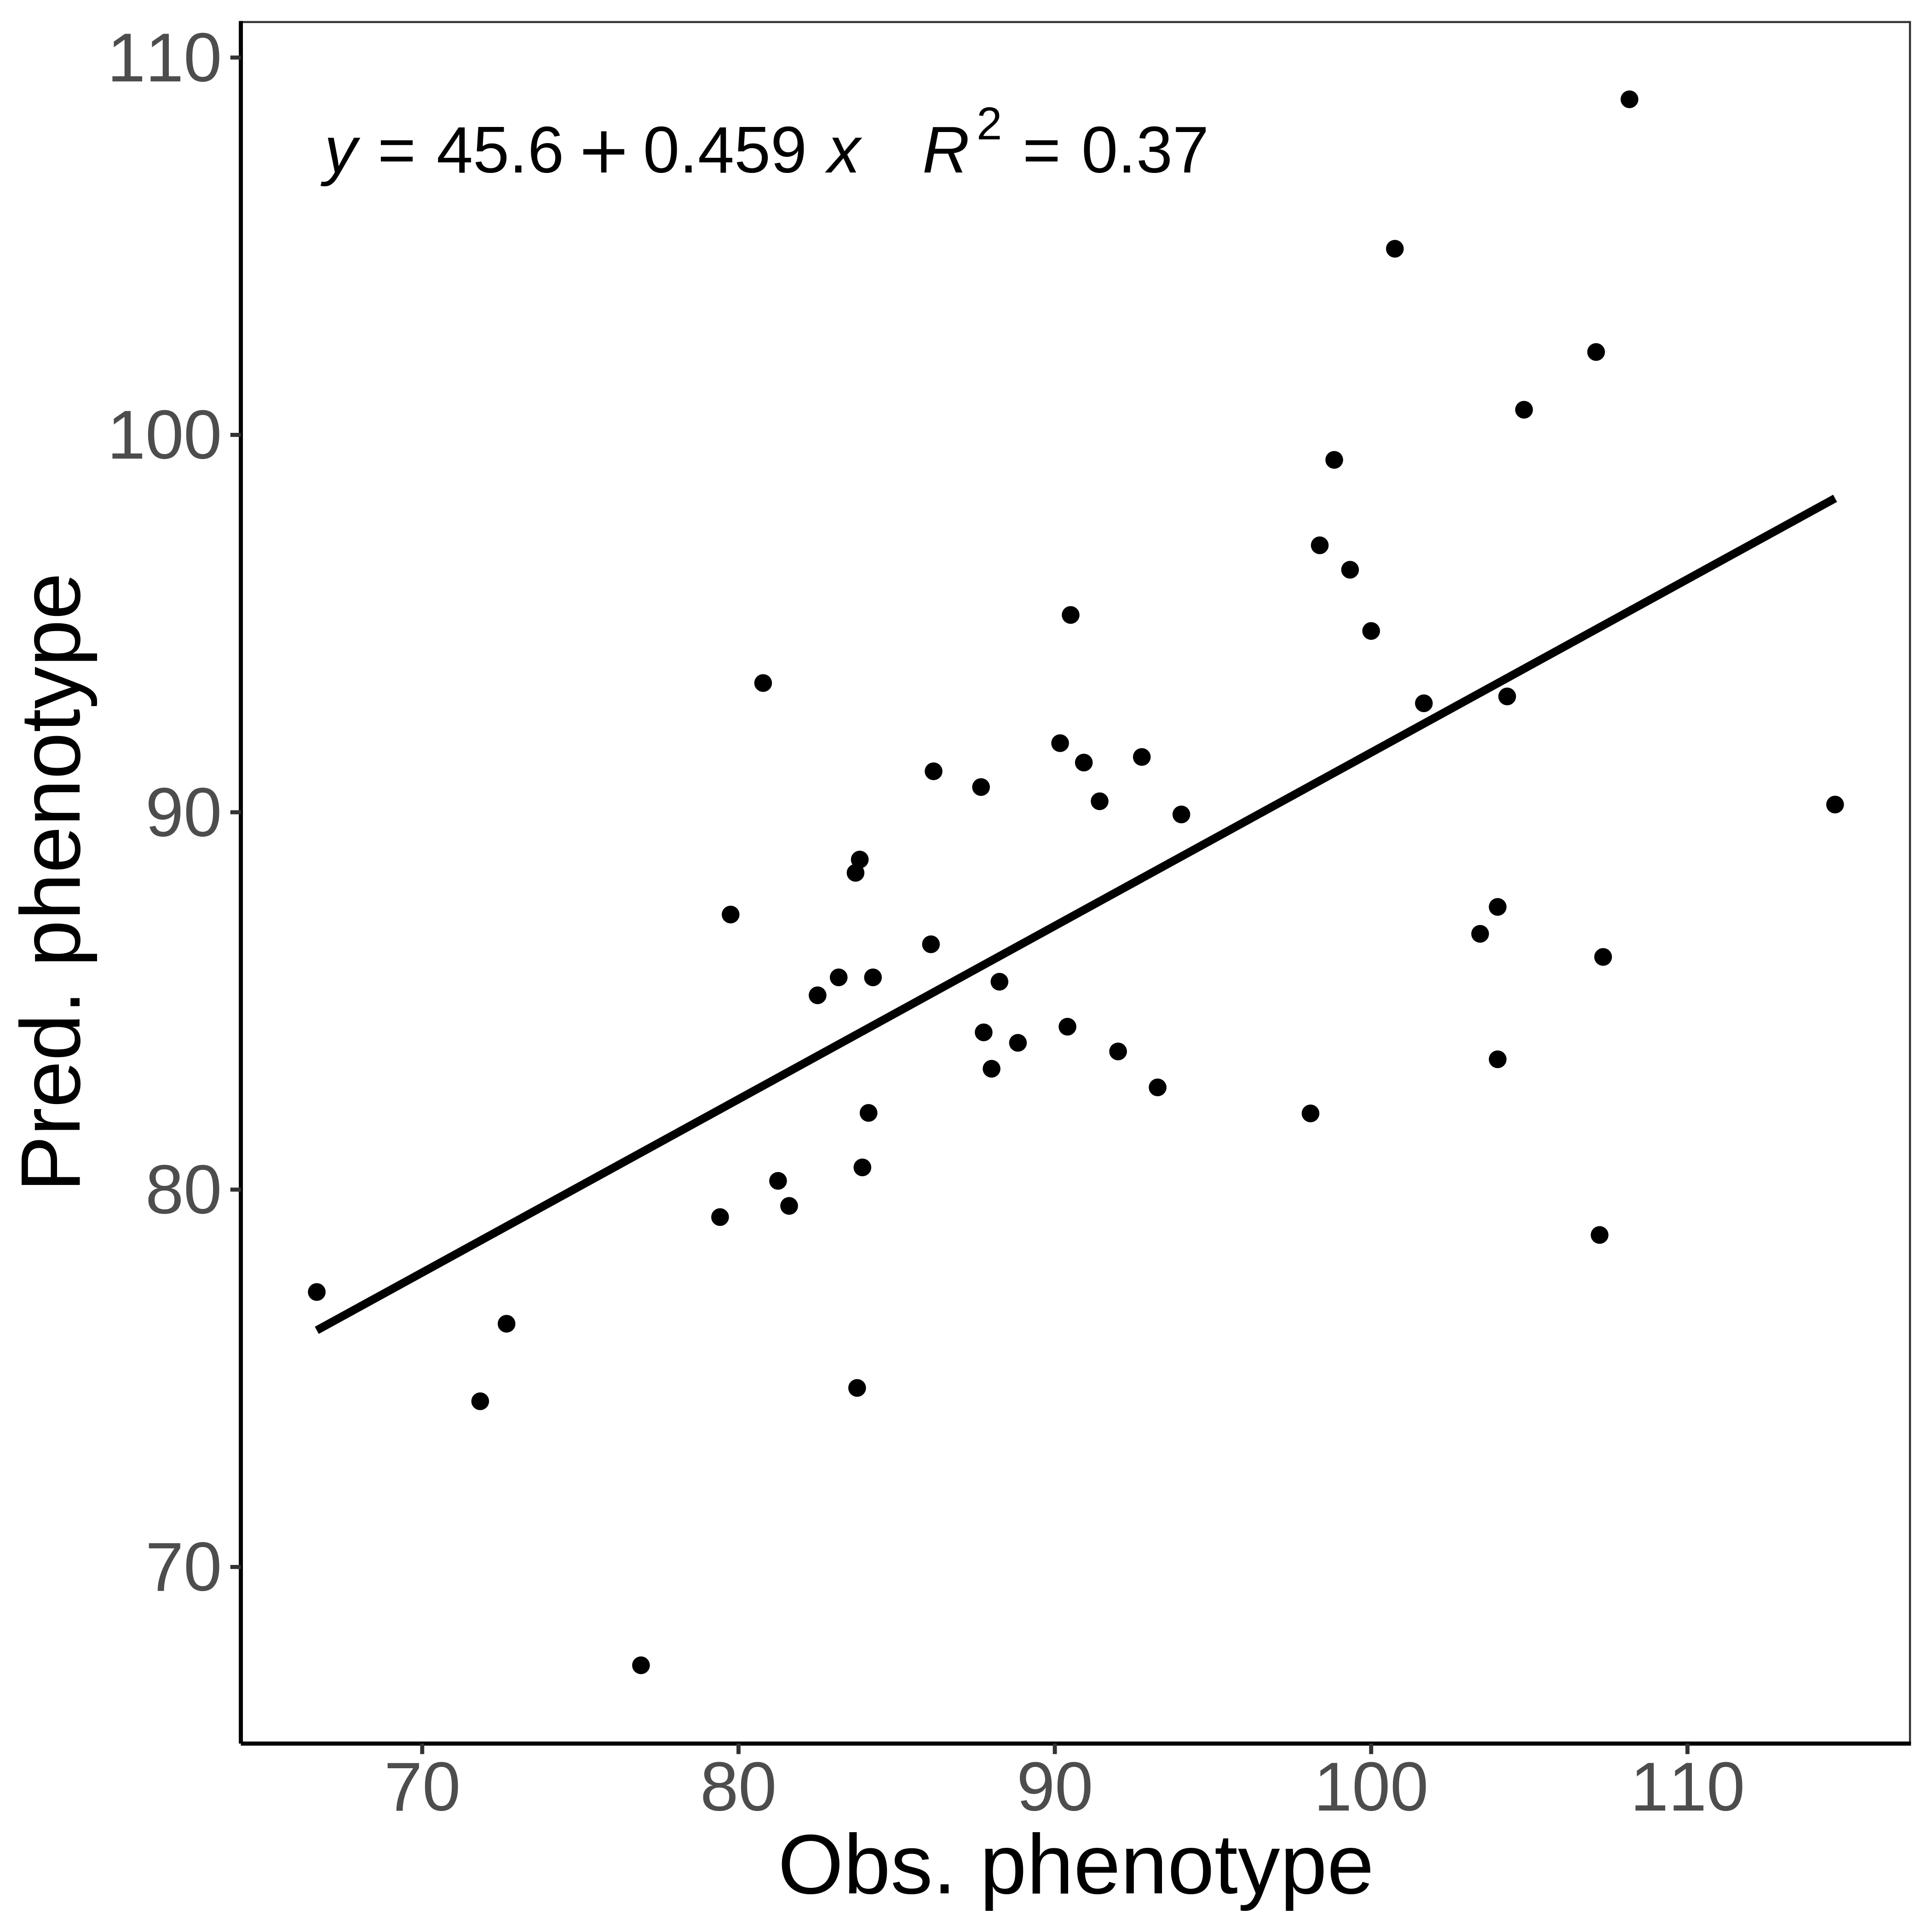 y = 45.6 + 0.459 x R² = 0.37
110
100
90
80
70
Pred. phenotype
70 80 90 100 110
Obs. phenotype